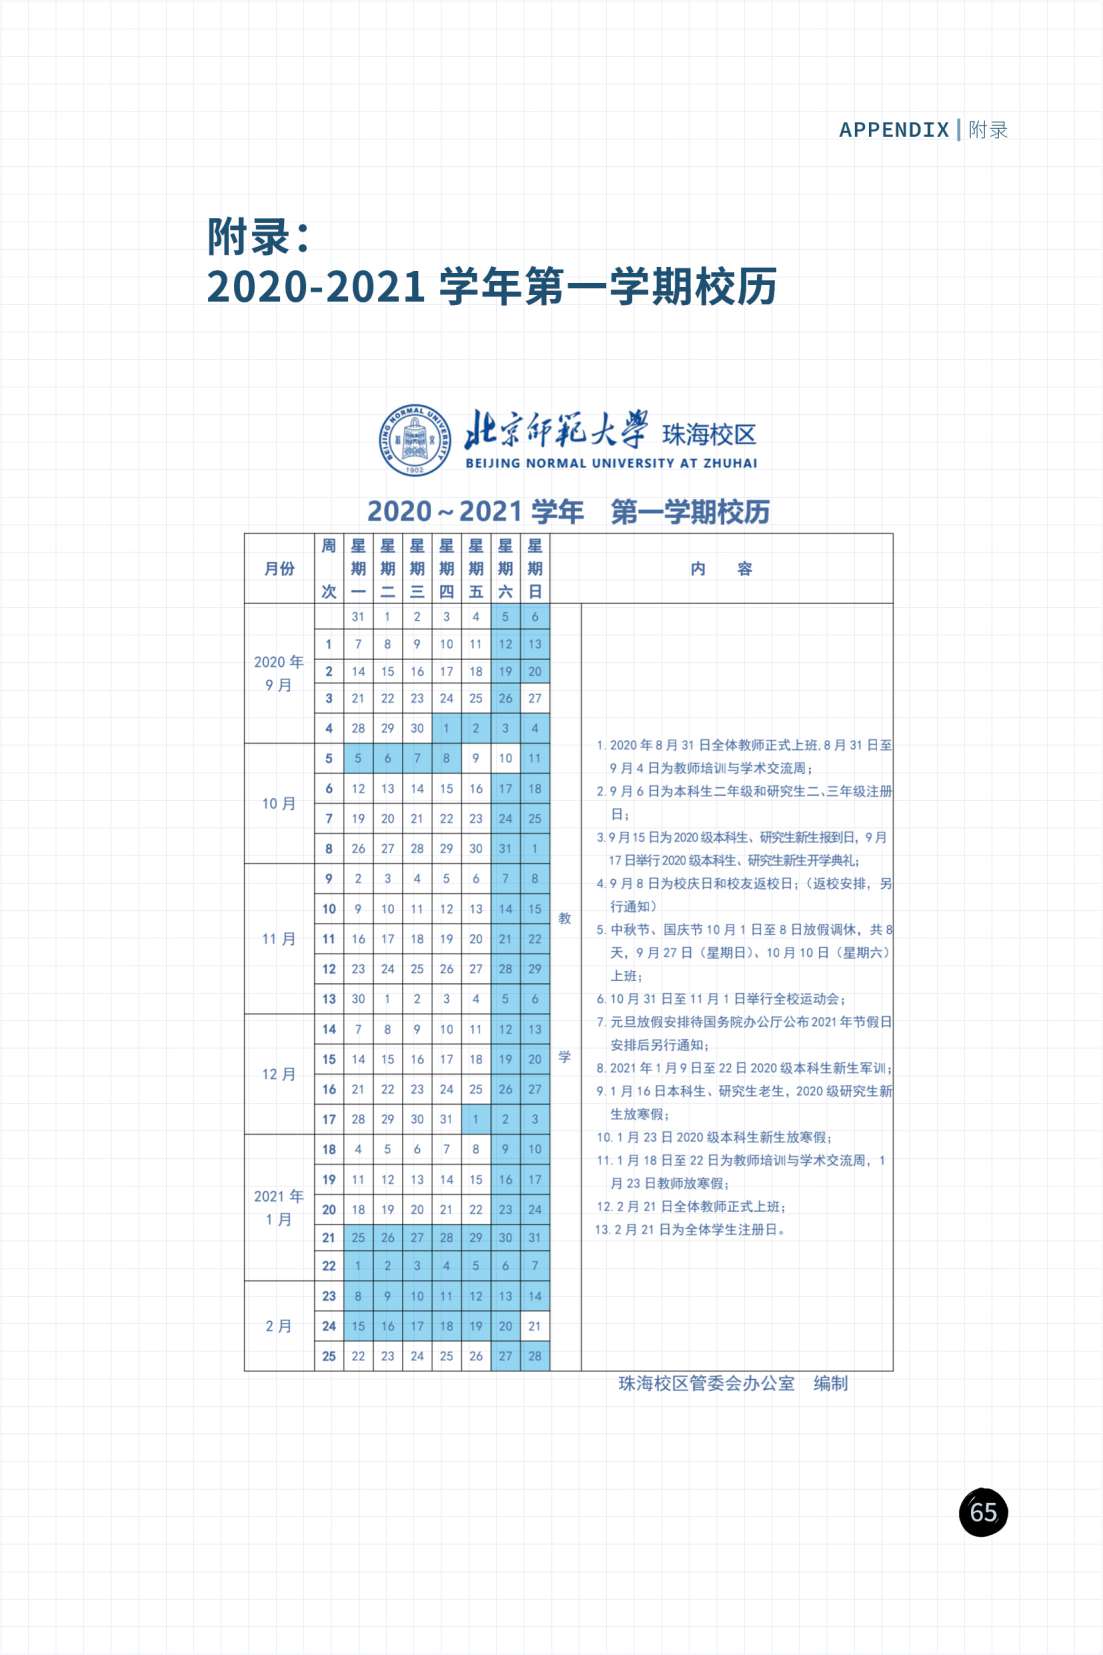 APPENDIX | 附录
附录：
2020-2021 学年第一学期校历
BEIJING NORMAL UNIVERSITY
1902
北京师范大学 珠海校区
BEIJING NORMAL UNIVERSITY AT ZHUHAI
2020～2021 学年　第一学期校历
月份 周次 星期一 星期二 星期三 星期四 星期五 星期六 星期日 内　容
2020 年
9 月
31 1 2 3 4 5 6
1 7 8 9 10 11 12 13
2 14 15 16 17 18 19 20
3 21 22 23 24 25 26 27
4 28 29 30 1 2 3 4
10 月
5 5 6 7 8 9 10 11
6 12 13 14 15 16 17 18
7 19 20 21 22 23 24 25
8 26 27 28 29 30 31 1
11 月
9 2 3 4 5 6 7 8
10 9 10 11 12 13 14 15
11 16 17 18 19 20 21 22
12 23 24 25 26 27 28 29
13 30 1 2 3 4 5 6
12 月
14 7 8 9 10 11 12 13
15 14 15 16 17 18 19 20
16 21 22 23 24 25 26 27
17 28 29 30 31 1 2 3
2021 年
1 月
18 4 5 6 7 8 9 10
19 11 12 13 14 15 16 17
20 18 19 20 21 22 23 24
21 25 26 27 28 29 30 31
22 1 2 3 4 5 6 7
2 月
23 8 9 10 11 12 13 14
24 15 16 17 18 19 20 21
25 22 23 24 25 26 27 28
教
学
1. 2020 年 8 月 31 日全体教师正式上班，8 月 31 日至
9 月 4 日为教师培训与学术交流周；
2. 9 月 6 日为本科生二年级和研究生二、三年级注册
日；
3. 9 月 15 日为 2020 级本科生、研究生新生报到日，9 月
17 日举行 2020 级本科生、研究生新生开学典礼；
4. 9 月 8 日为校庆日和校友返校日；（返校安排，另
行通知）
5. 中秋节、国庆节 10 月 1 日至 8 日放假调休，共 8
天，9 月 27 日（星期日）、10 月 10 日（星期六）
上班；
6. 10 月 31 日至 11 月 1 日举行全校运动会；
7. 元旦放假安排待国务院办公厅公布 2021 年节假日
安排后另行通知；
8. 2021 年 1 月 9 日至 22 日 2020 级本科生新生军训；
9. 1 月 16 日本科生、研究生老生，2020 级研究生新
生放寒假；
10. 1 月 23 日 2020 级本科生新生放寒假；
11. 1 月 18 日至 22 日为教师培训与学术交流周，1
月 23 日教师放寒假；
12. 2 月 21 日全体教师正式上班；
13. 2 月 21 日为全体学生注册日。
珠海校区管委会办公室　编制
65